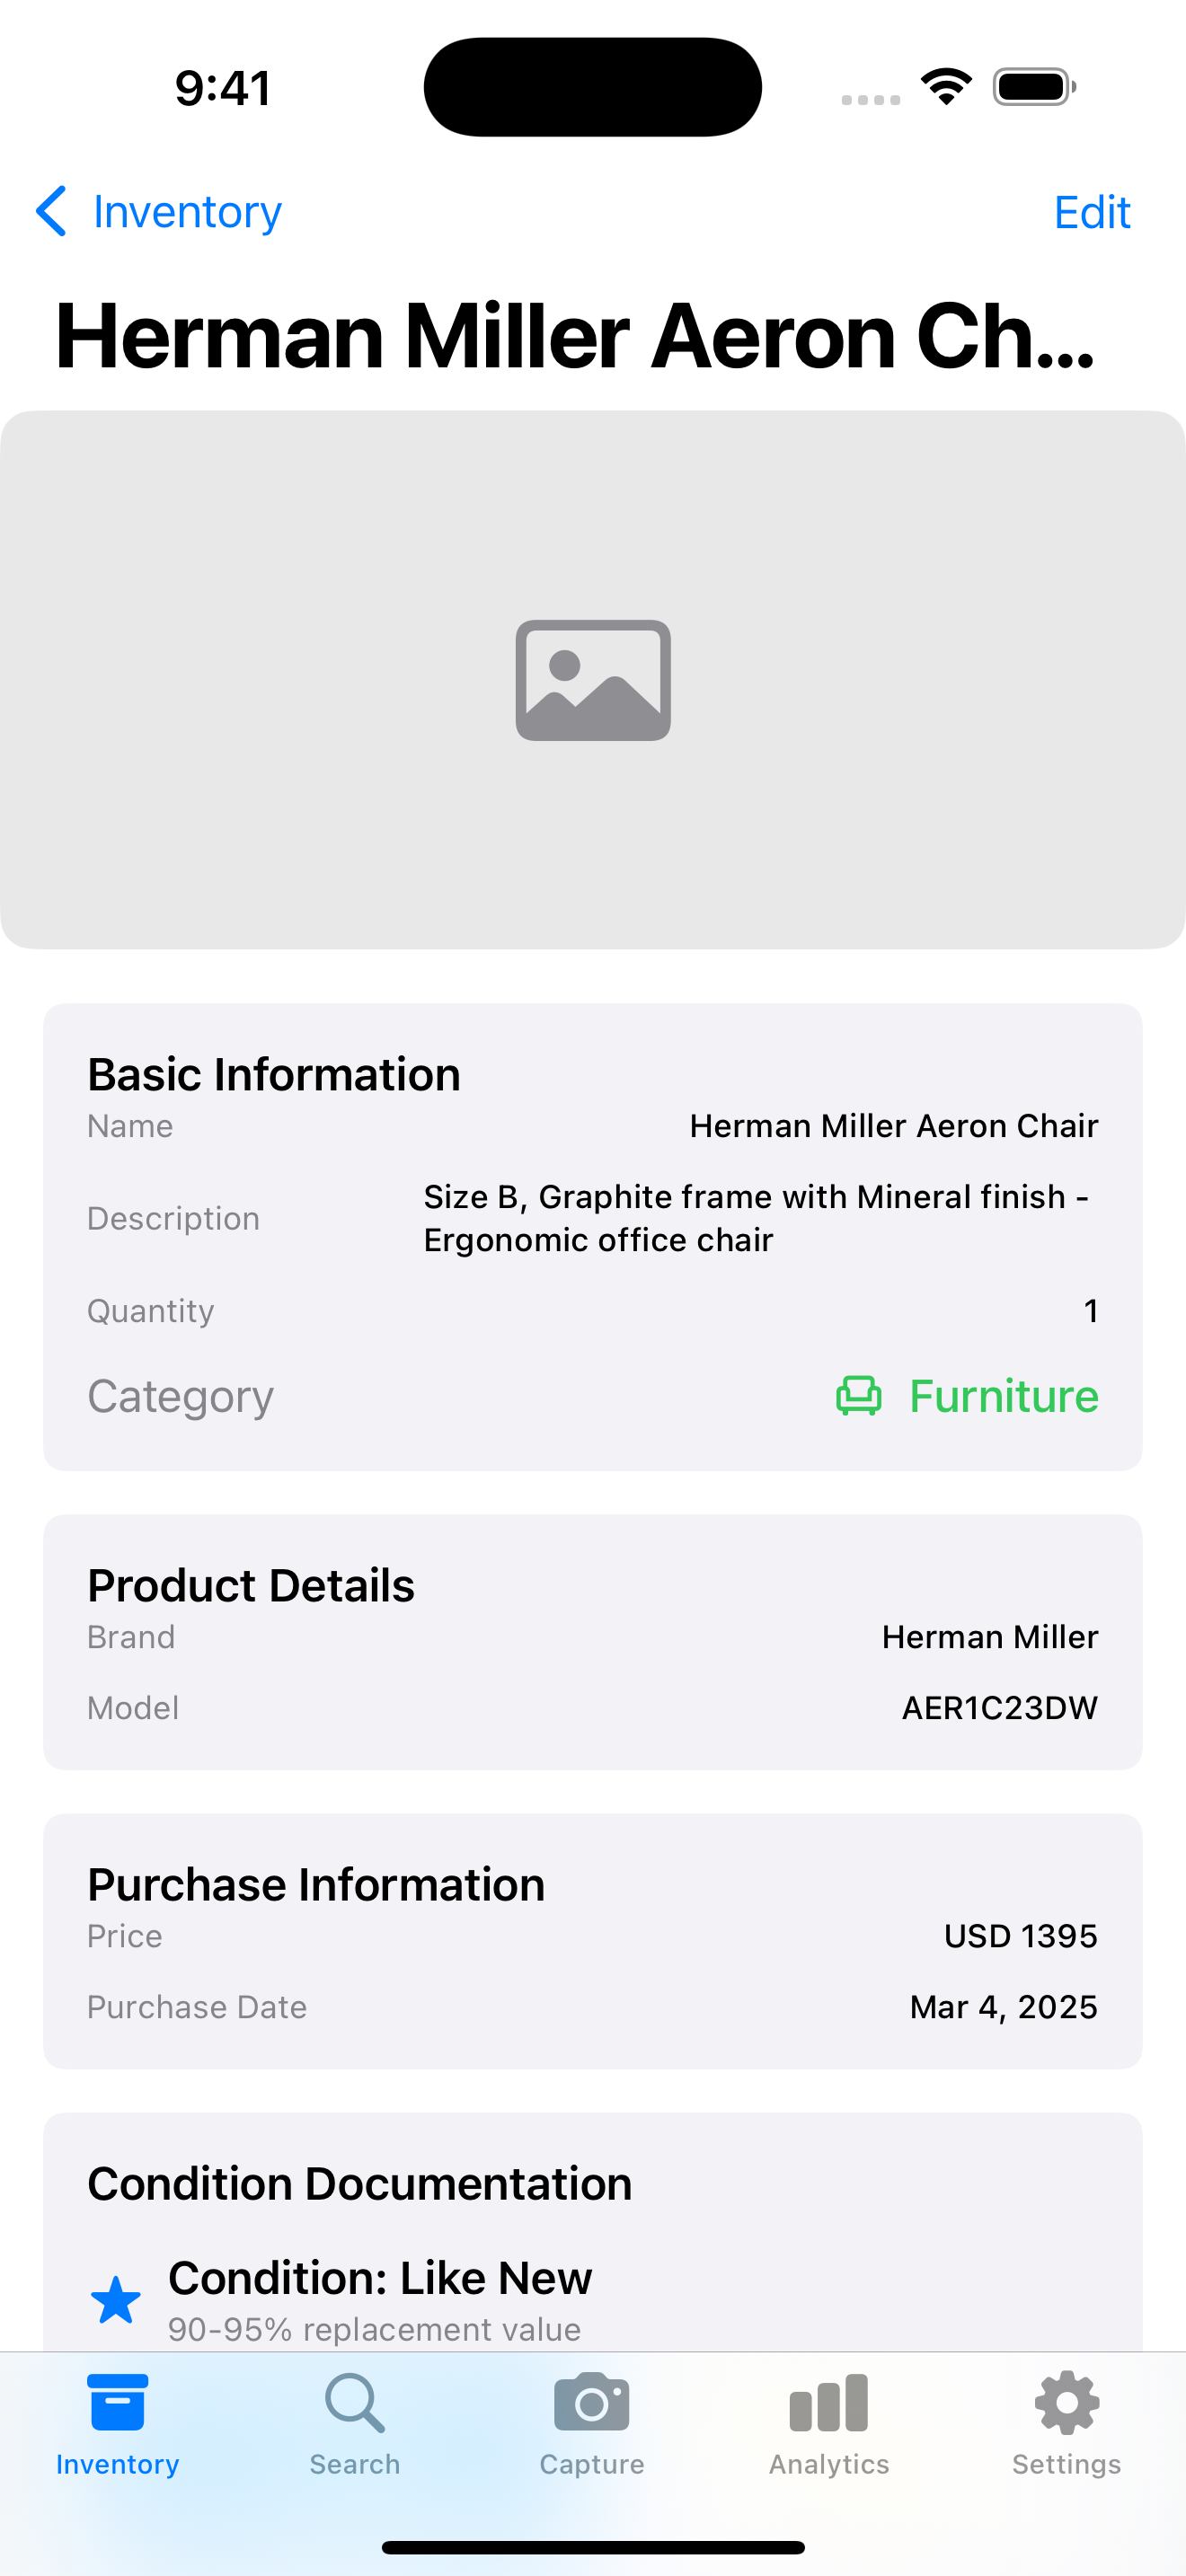 9:41
Inventory
Edit
Herman Miller Aeron Ch...
Basic Information
Name Herman Miller Aeron Chair
Description Size B, Graphite frame with Mineral finish -
Ergonomic office chair
Quantity 1
Category Furniture
Product Details
Brand Herman Miller
Model AER1C23DW
Purchase Information
Price USD 1395
Purchase Date Mar 4, 2025
Condition Documentation
Condition: Like New
90-95% replacement value
Inventory Search Capture Analytics Settings